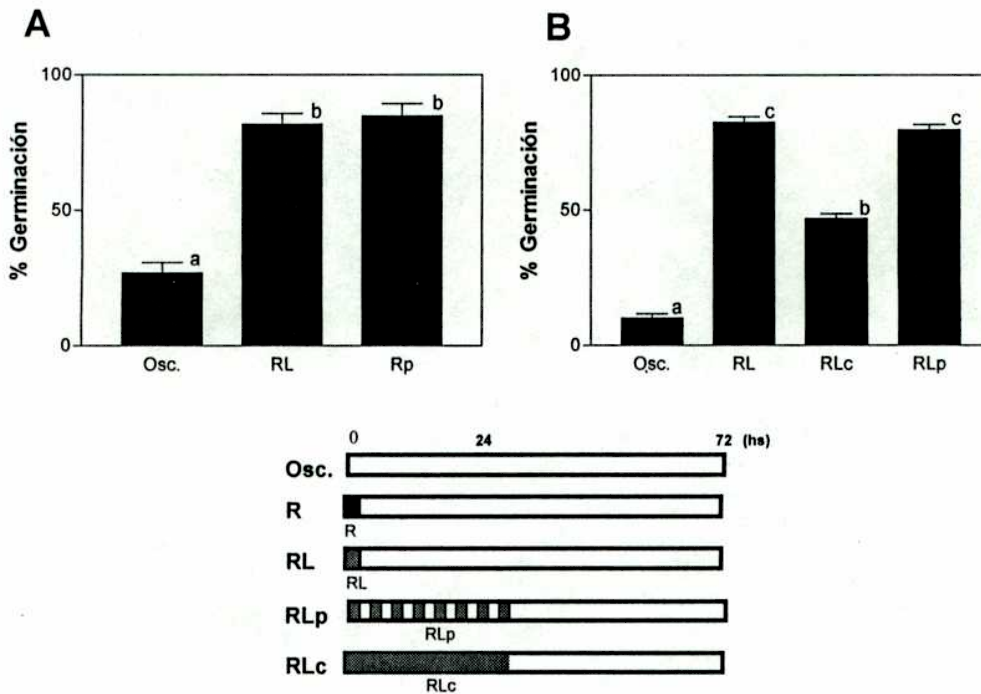 A
B
% Germinación
100
50
0
a
b
b
Osc.
RL
Rp
% Germinación
100
50
0
a
c
b
c
Osc.
RL
RLc
RLp
0
24
72 (hs)
Osc.
R
R
RL
RL
RLp
RLp
RLc
RLc